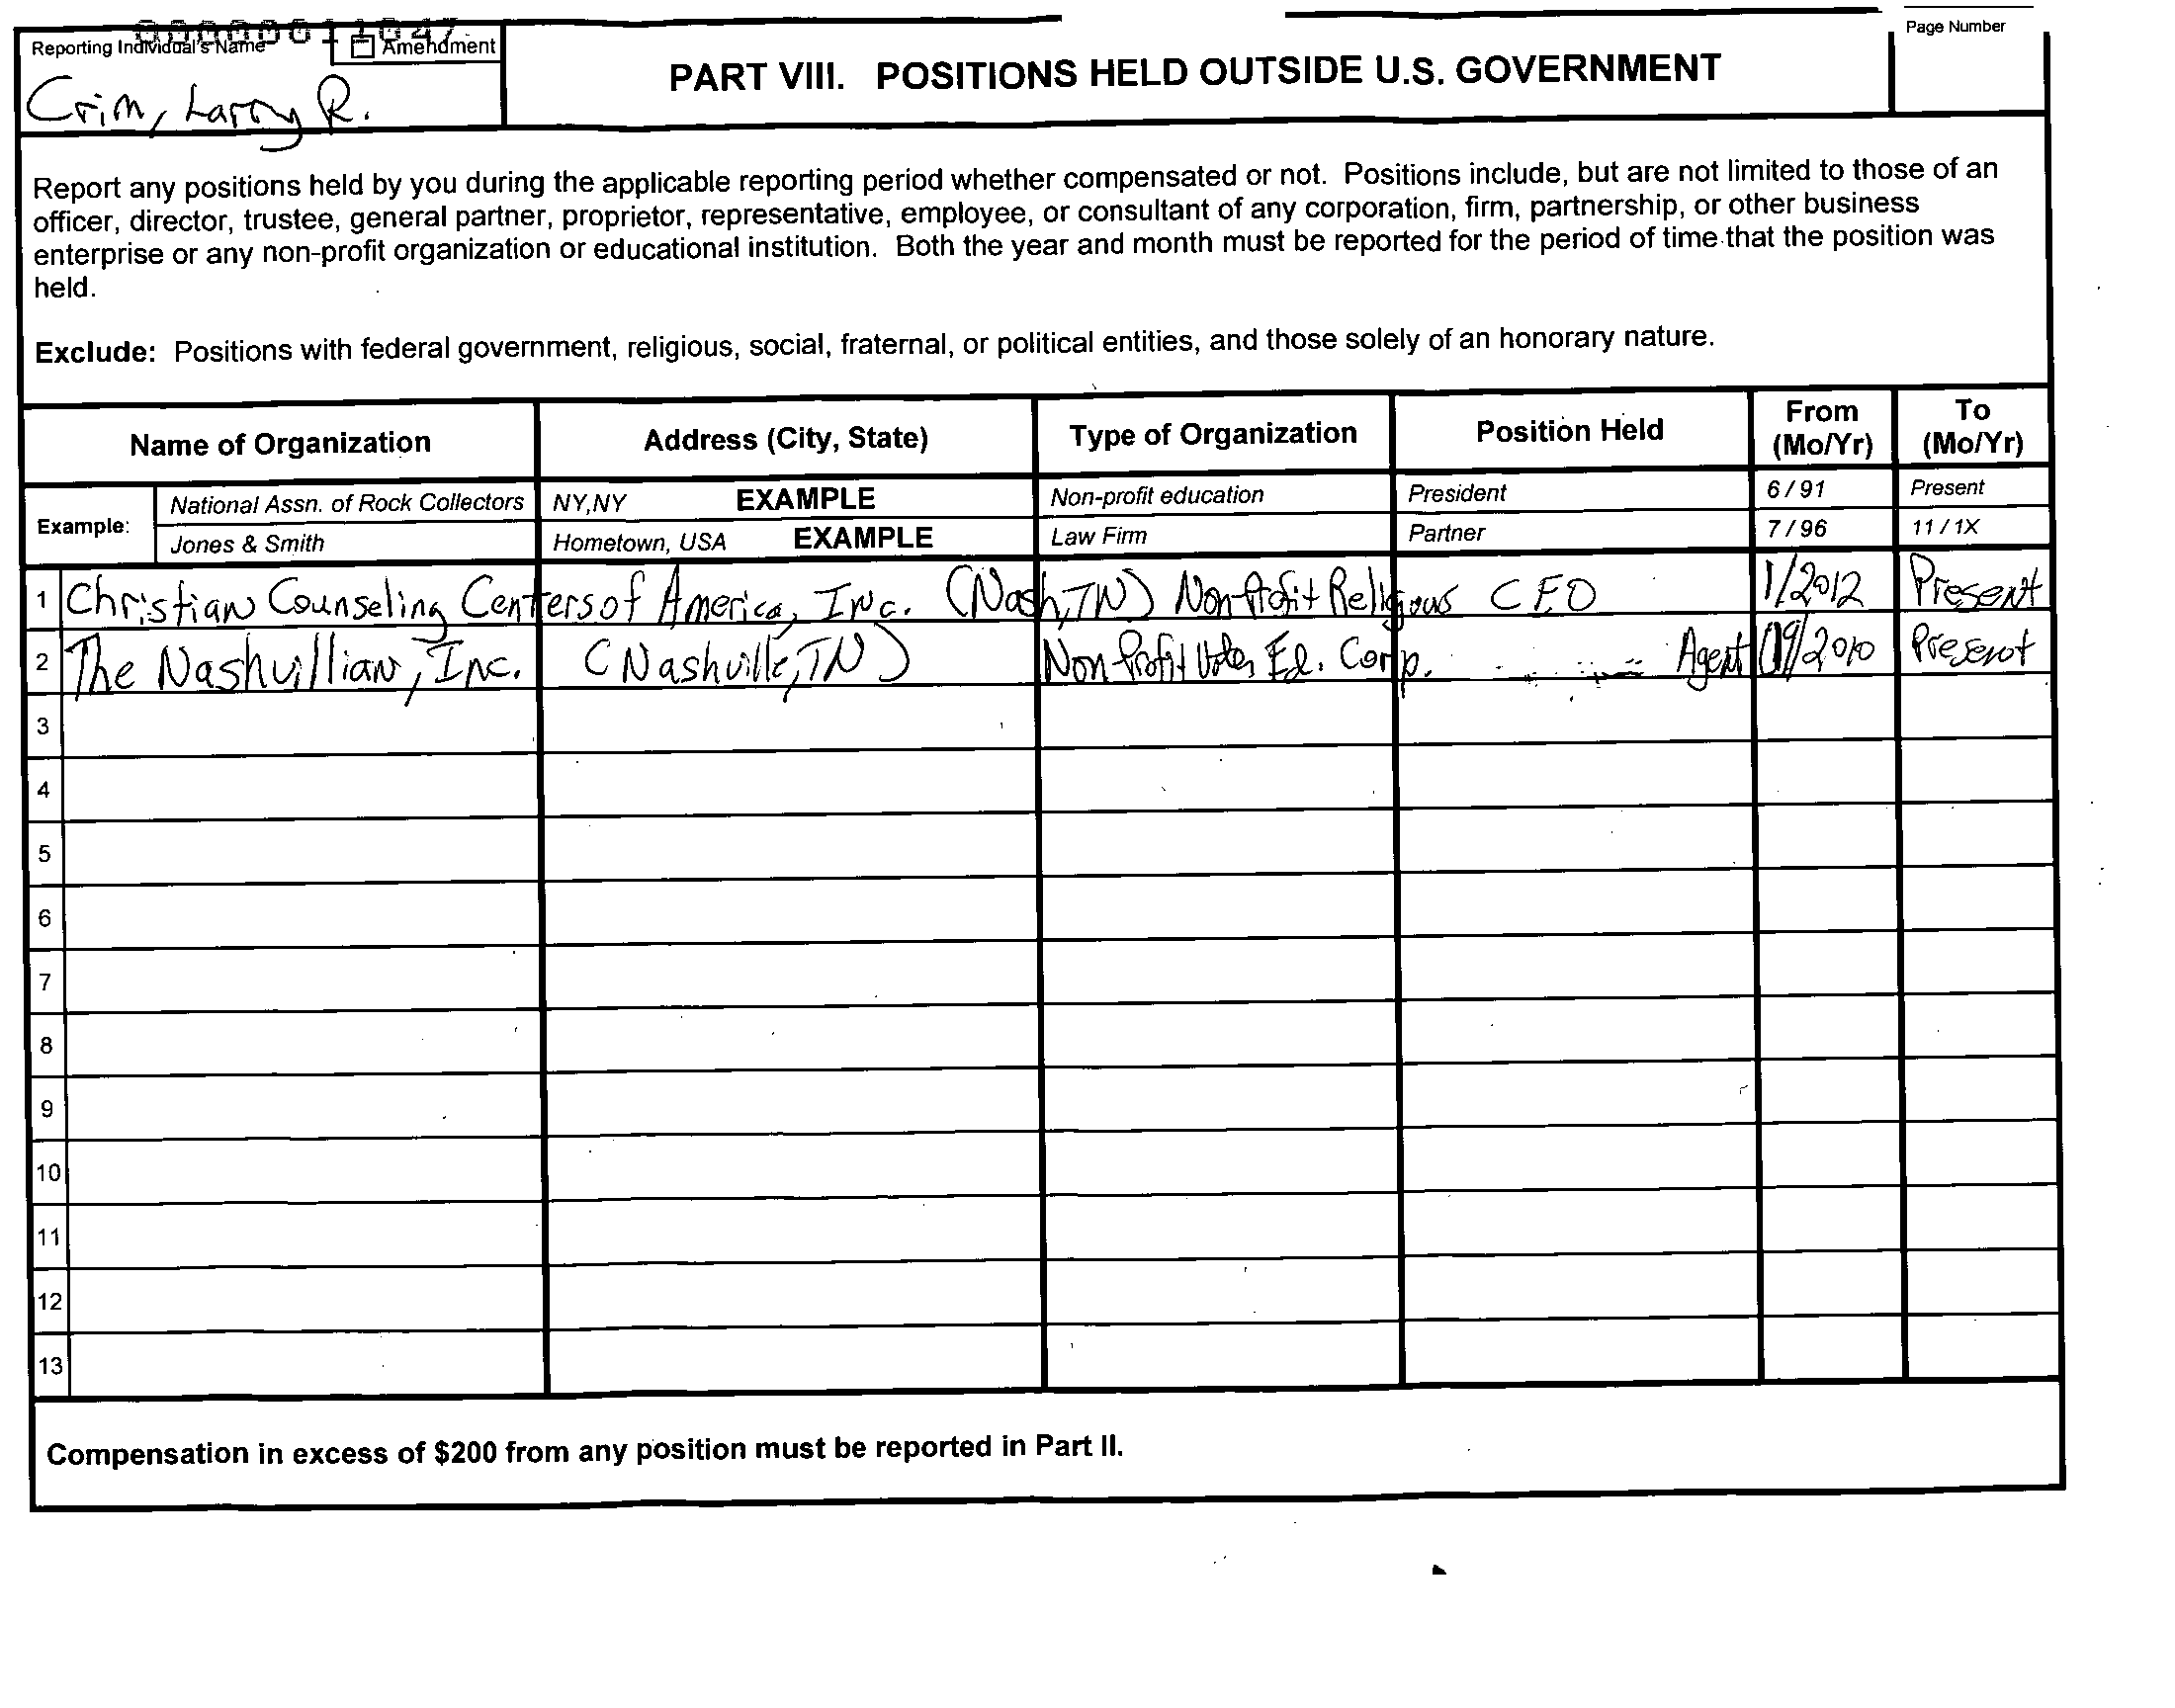 Reporting Individual's Name
Amendment
Page Number
PART VIII. POSITIONS HELD OUTSIDE U.S. GOVERNMENT
Crim, Larry R.
Report any positions held by you during the applicable reporting period whether compensated or not. Positions include, but are not limited to those of an
officer, director, trustee, general partner, proprietor, representative, employee, or consultant of any corporation, firm, partnership, or other business
enterprise or any non-profit organization or educational institution. Both the year and month must be reported for the period of time that the position was
held.
Exclude: Positions with federal government, religious, social, fraternal, or political entities, and those solely of an honorary nature.
Name of Organization Address (City, State) Type of Organization Position Held From (Mo/Yr) To (Mo/Yr)
Example: National Assn. of Rock Collectors NY,NY EXAMPLE Non-profit education President 6 / 91 Present
Jones & Smith Hometown, USA EXAMPLE Law Firm Partner 7 / 96 11 / 1X
1 Christian Counseling Centers of America, Inc. (Nash, TN) Non Profit Religious CEO 1/2012 Present
2 The Nashvillian, Inc. (Nashville, TN) Non Profit Voter Ed. Corp. Agent 09/2010 Present
3
4
5
6
7
8
9
10
11
12
13
Compensation in excess of $200 from any position must be reported in Part II.